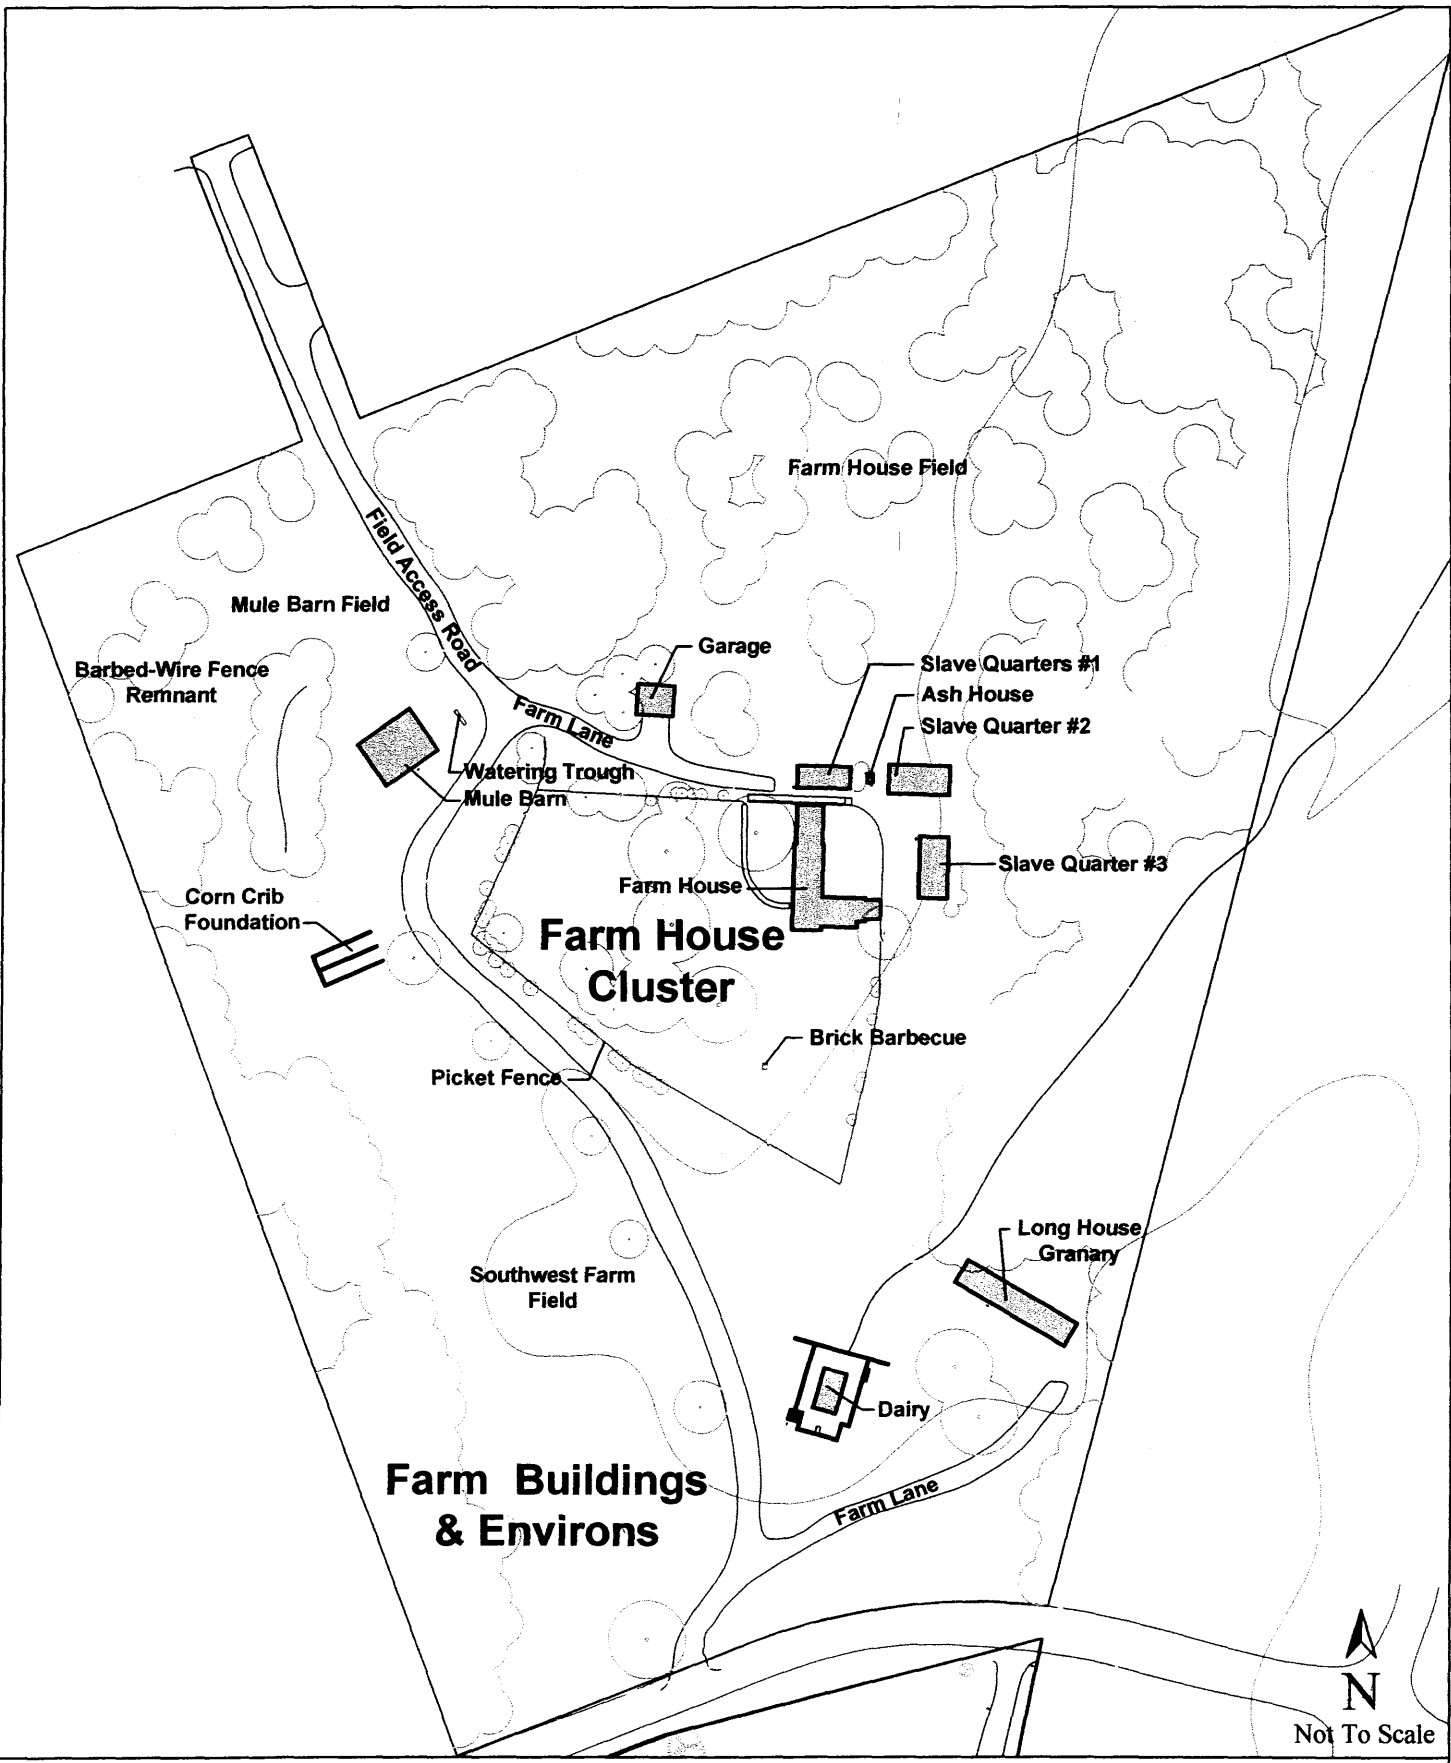 Farm House Field
Field Access Road
Mule Barn Field
Garage
Slave Quarters #1
Barbed-Wire Fence
Remnant
Ash House
Farm Lane
Slave Quarter #2
Watering Trough
Mule Barn
Slave Quarter #3
Farm House
Corn Crib
Foundation
Farm House
Cluster
Brick Barbecue
Picket Fence
Long House
Granary
Southwest Farm
Field
Dairy
Farm Buildings
& Environs
Farm Lane
N
Not To Scale